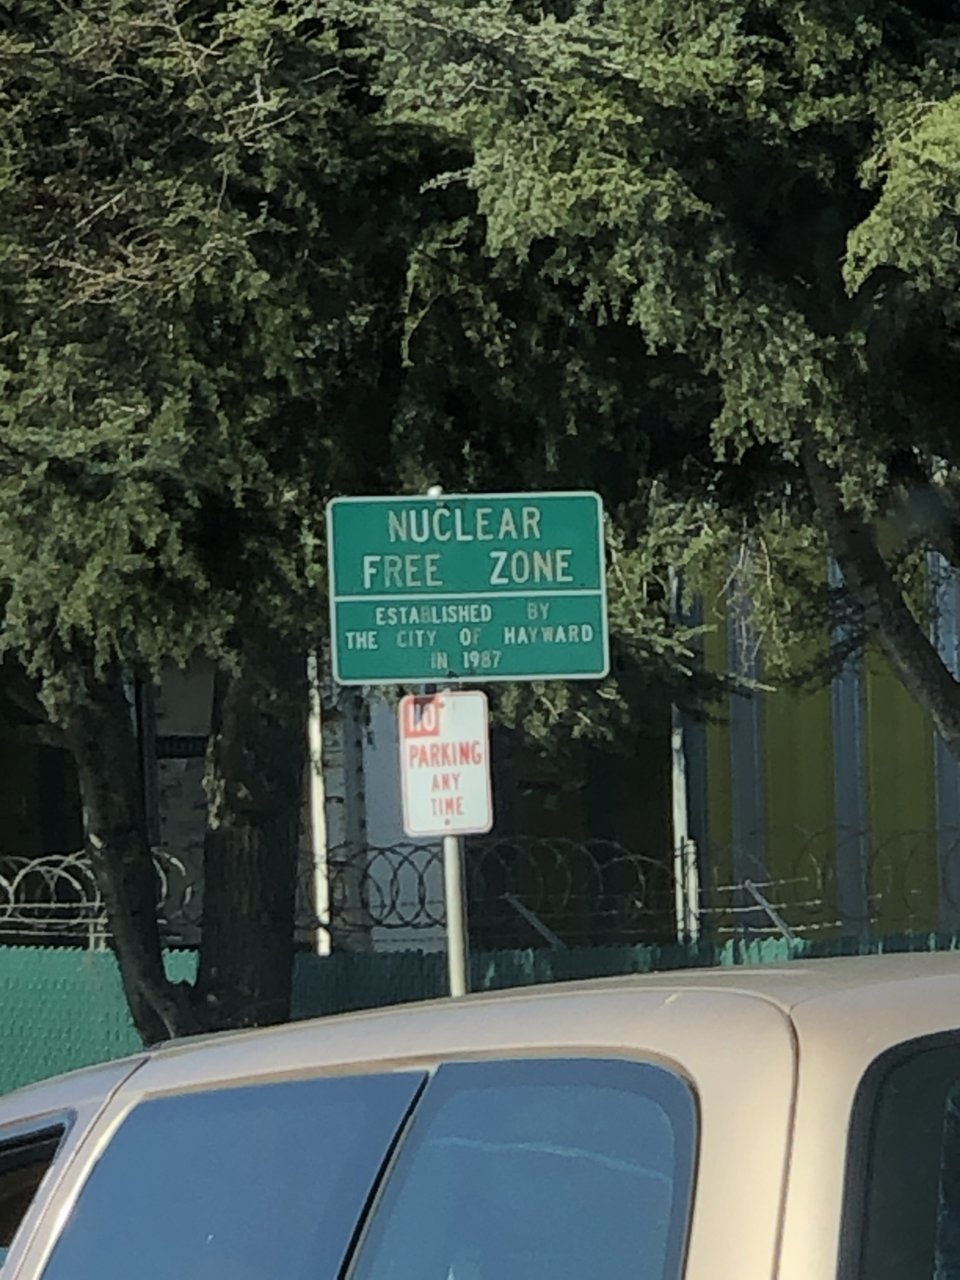 NUCLEAR
FREE ZONE
ESTABLISHED BY
THE CITY OF HAYWARD
IN 1987
NO
PARKING
ANY
TIME